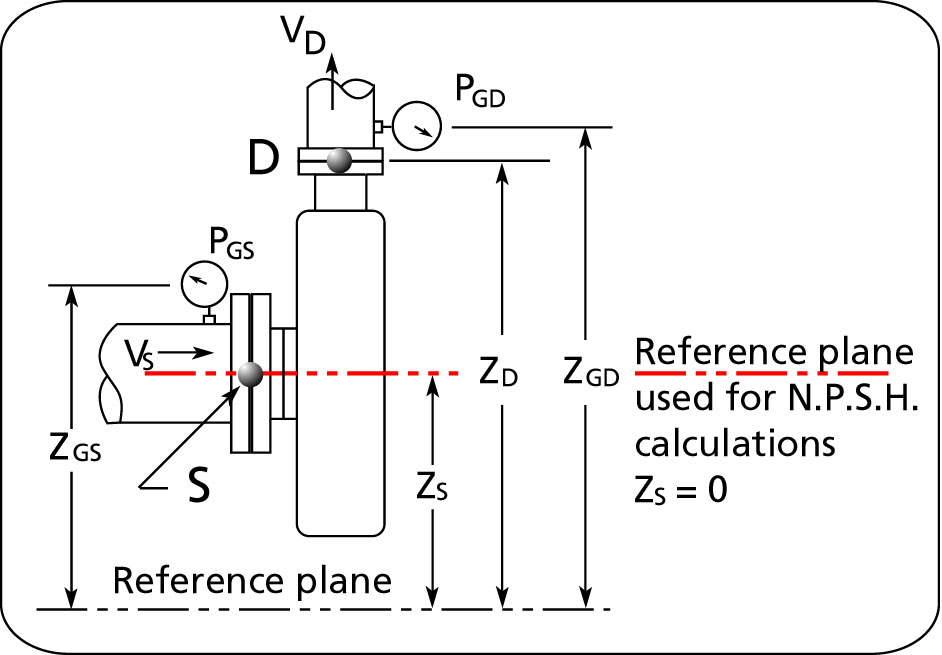 VD
PGD
D
PGS
VS
ZD
ZGD
Reference plane
used for N.P.S.H.
calculations
ZS = 0
ZGS
S
ZS
Reference plane